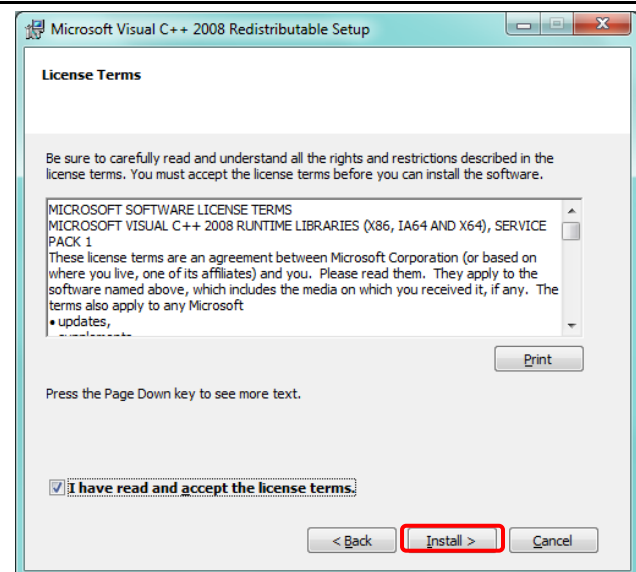 Microsoft Visual C++ 2008 Redistributable Setup
License Terms
Be sure to carefully read and understand all the rights and restrictions described in the
license terms. You must accept the license terms before you can install the software.
MICROSOFT SOFTWARE LICENSE TERMS
MICROSOFT VISUAL C++ 2008 RUNTIME LIBRARIES (X86, IA64 AND X64), SERVICE
PACK 1
These license terms are an agreement between Microsoft Corporation (or based on
where you live, one of its affiliates) and you.  Please read them.  They apply to the
software named above, which includes the media on which you received it, if any.  The
terms also apply to any Microsoft
• updates,
Print
Press the Page Down key to see more text.
I have read and accept the license terms.
< Back Install > Cancel